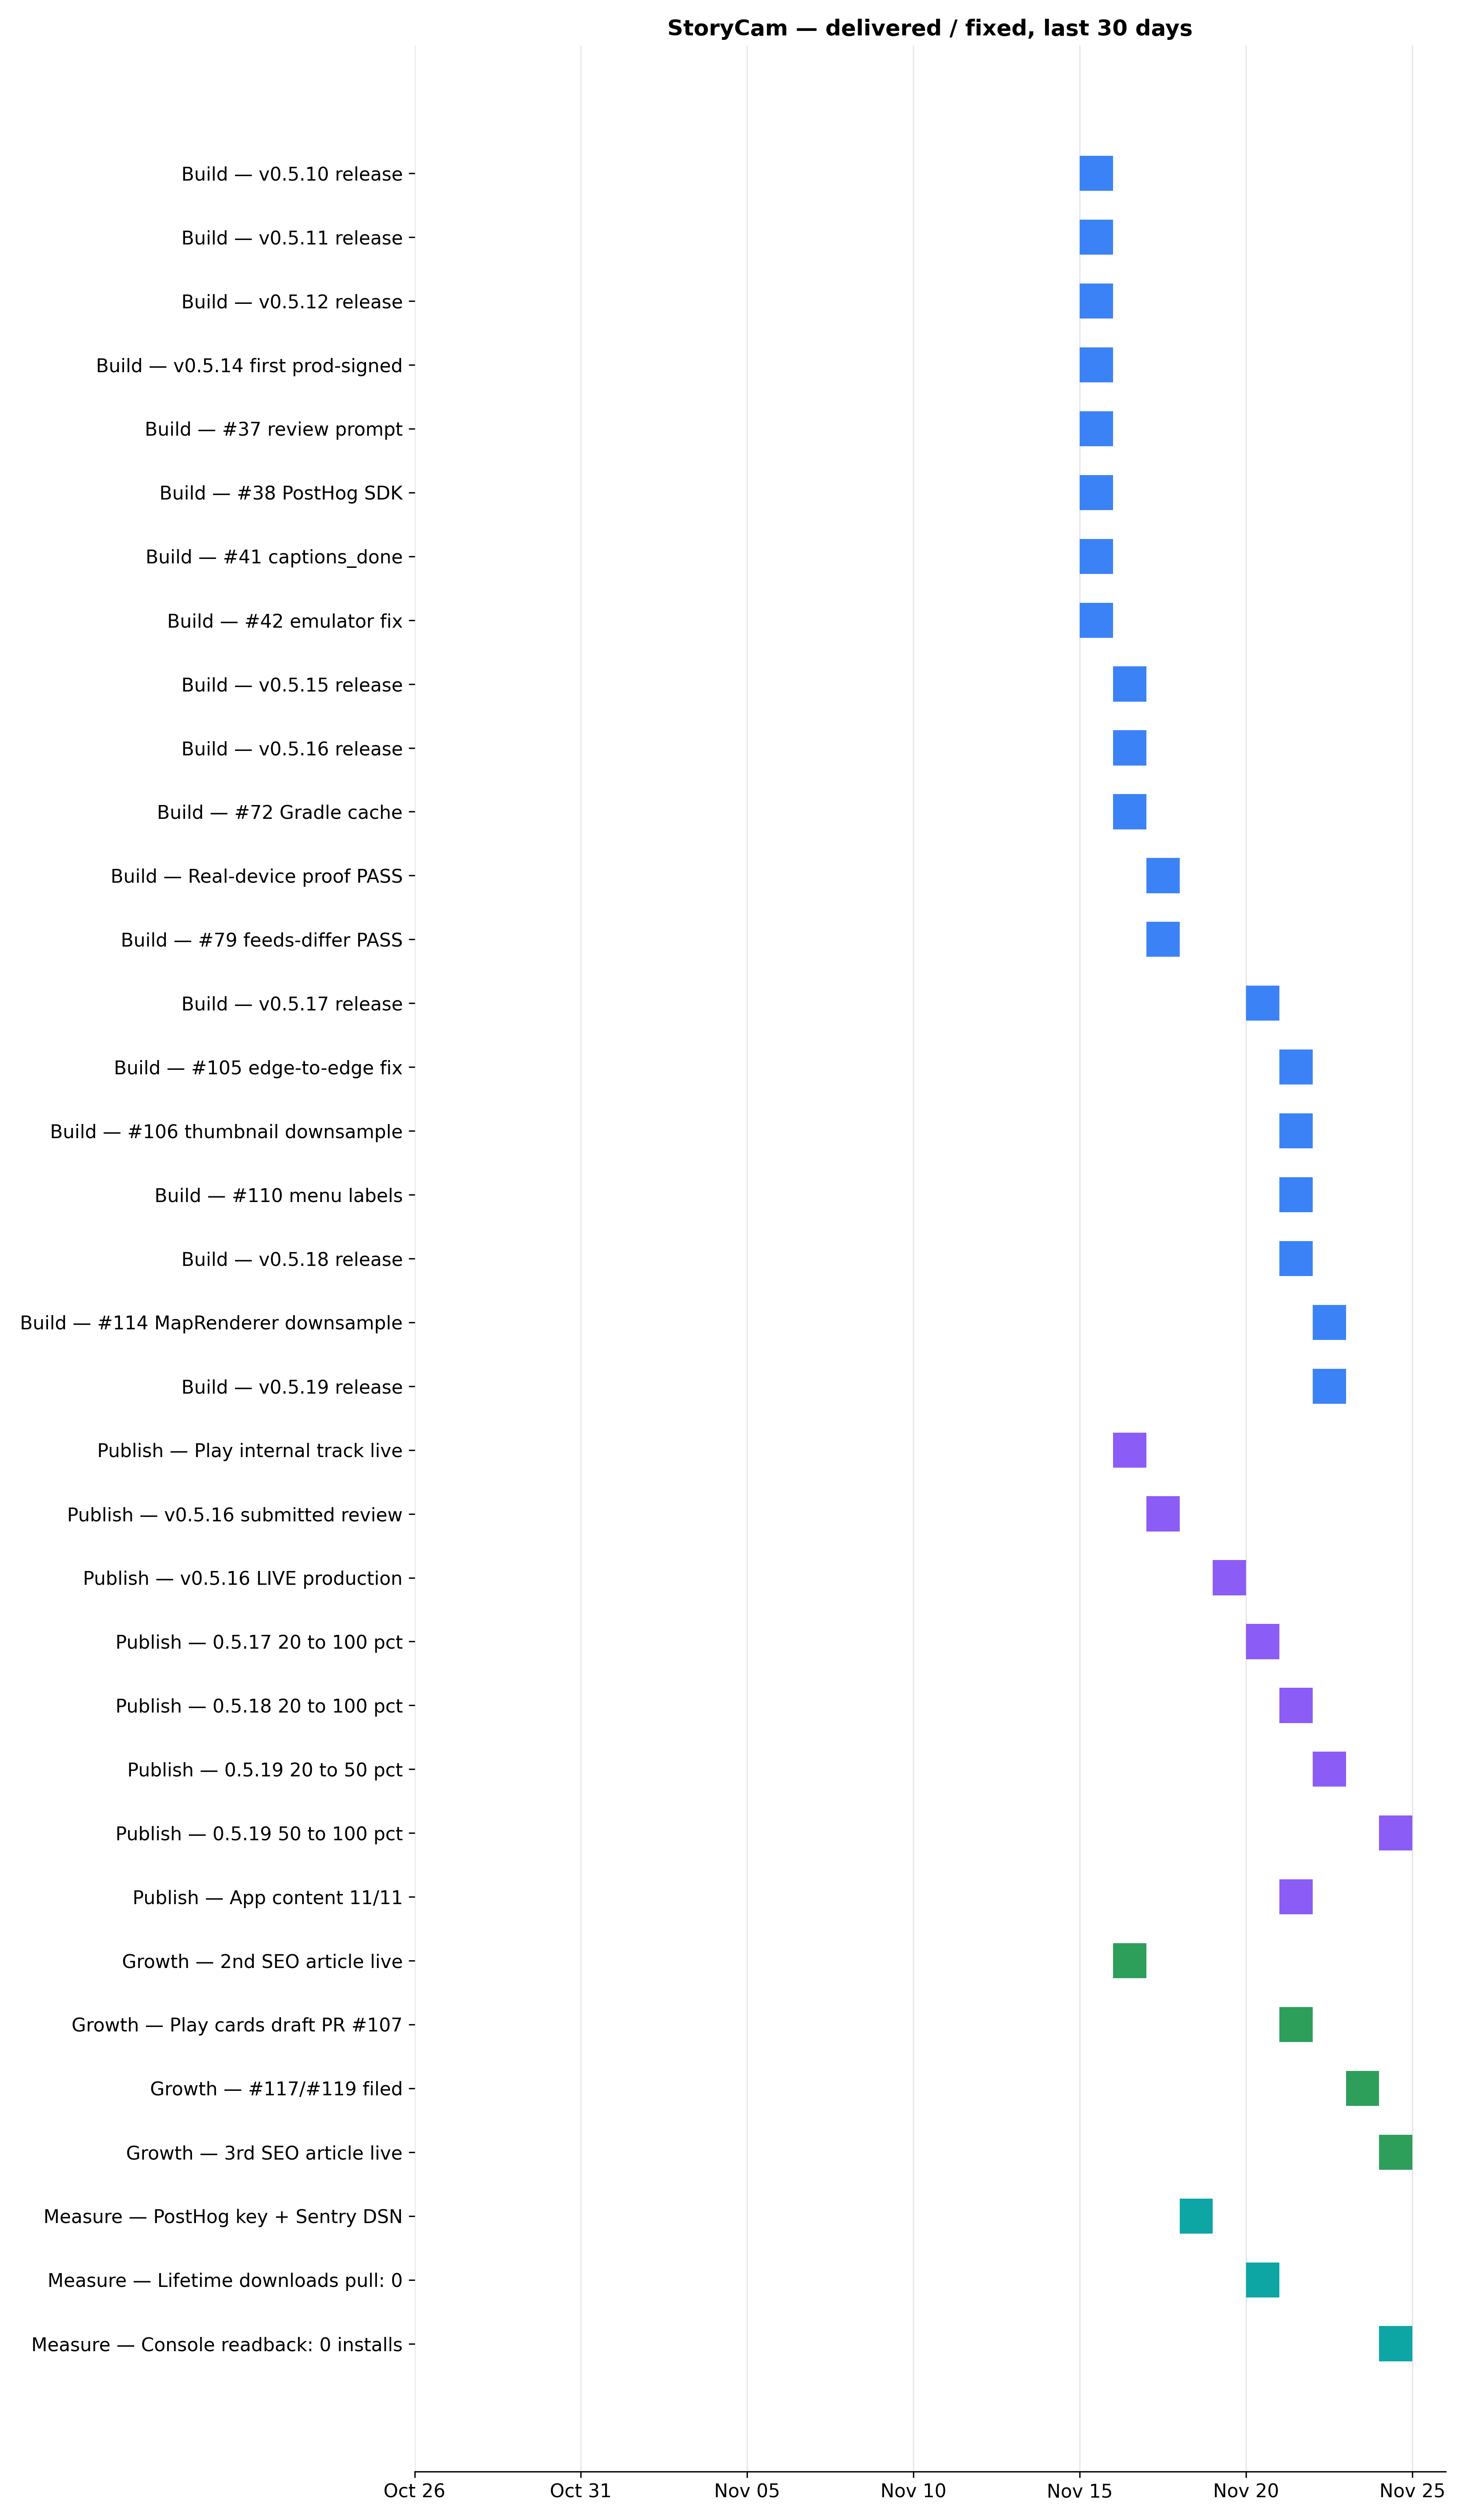 StoryCam — delivered / fixed, last 30 days
Build — v0.5.10 release
Build — v0.5.11 release
Build — v0.5.12 release
Build — v0.5.14 first prod-signed
Build — #37 review prompt
Build — #38 PostHog SDK
Build — #41 captions_done
Build — #42 emulator fix
Build — v0.5.15 release
Build — v0.5.16 release
Build — #72 Gradle cache
Build — Real-device proof PASS
Build — #79 feeds-differ PASS
Build — v0.5.17 release
Build — #105 edge-to-edge fix
Build — #106 thumbnail downsample
Build — #110 menu labels
Build — v0.5.18 release
Build — #114 MapRenderer downsample
Build — v0.5.19 release
Publish — Play internal track live
Publish — v0.5.16 submitted review
Publish — v0.5.16 LIVE production
Publish — 0.5.17 20 to 100 pct
Publish — 0.5.18 20 to 100 pct
Publish — 0.5.19 20 to 50 pct
Publish — 0.5.19 50 to 100 pct
Publish — App content 11/11
Growth — 2nd SEO article live
Growth — Play cards draft PR #107
Growth — #117/#119 filed
Growth — 3rd SEO article live
Measure — PostHog key + Sentry DSN
Measure — Lifetime downloads pull: 0
Measure — Console readback: 0 installs
Oct 26 Oct 31 Nov 05 Nov 10 Nov 15 Nov 20 Nov 25